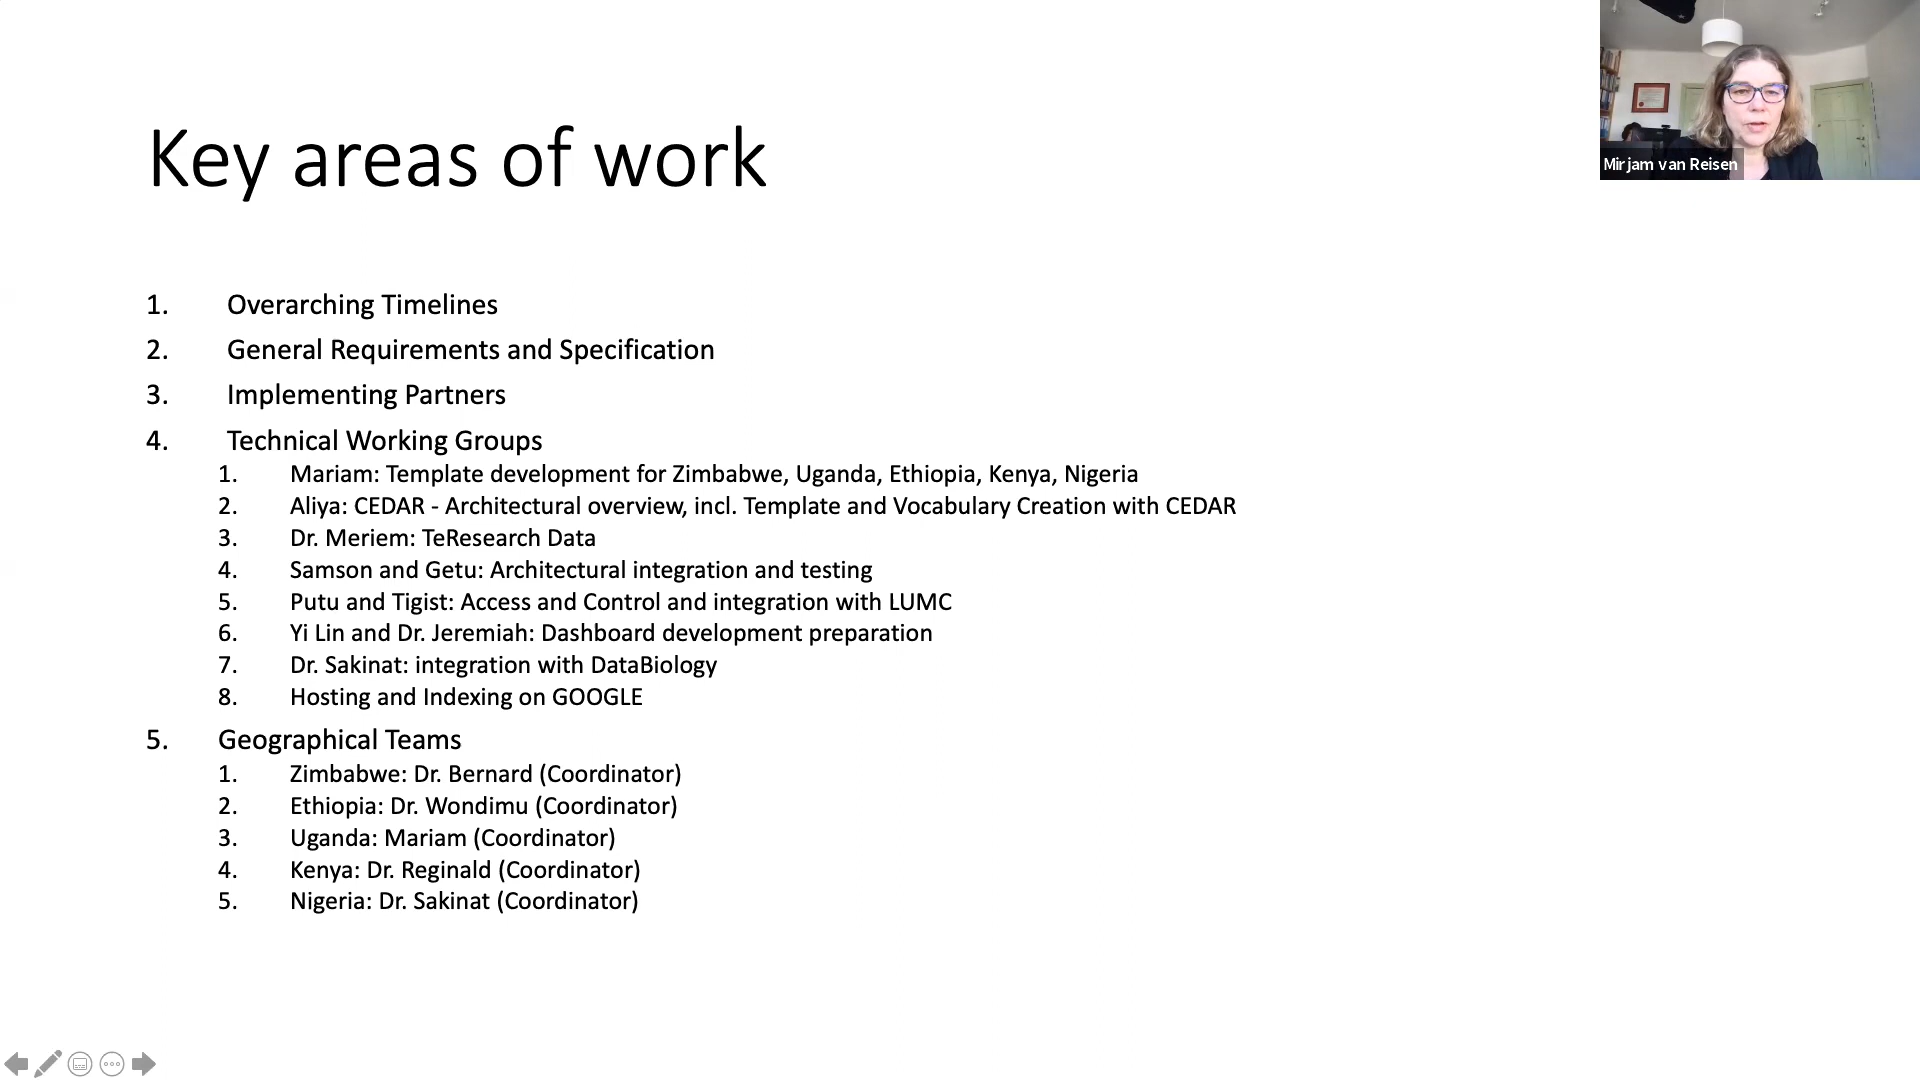 Key areas of work
Mirjam van Reisen
1. Overarching Timelines
2. General Requirements and Specification
3. Implementing Partners
4. Technical Working Groups
1. Mariam: Template development for Zimbabwe, Uganda, Ethiopia, Kenya, Nigeria
2. Aliya: CEDAR - Architectural overview, incl. Template and Vocabulary Creation with CEDAR
3. Dr. Meriem: TeResearch Data
4. Samson and Getu: Architectural integration and testing
5. Putu and Tigist: Access and Control and integration with LUMC
6. Yi Lin and Dr. Jeremiah: Dashboard development preparation
7. Dr. Sakinat: integration with DataBiology
8. Hosting and Indexing on GOOGLE
5. Geographical Teams
1. Zimbabwe: Dr. Bernard (Coordinator)
2. Ethiopia: Dr. Wondimu (Coordinator)
3. Uganda: Mariam (Coordinator)
4. Kenya: Dr. Reginald (Coordinator)
5. Nigeria: Dr. Sakinat (Coordinator)